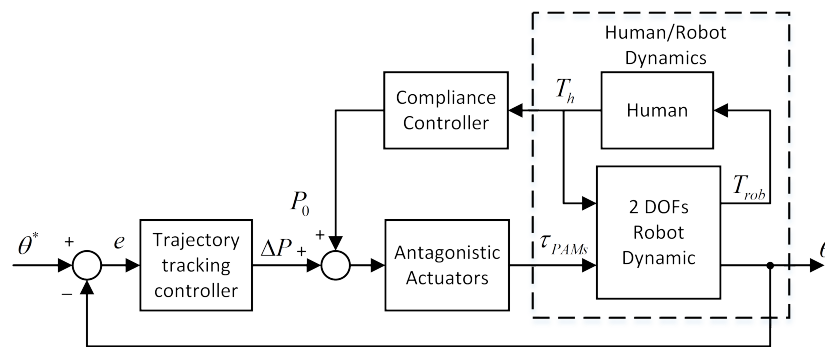 Human/Robot
Dynamics
Compliance
Controller
T_h
Human
P_0
T_rob
2 DOFs
Robot
Dynamic
θ*
+
−
e
Trajectory
tracking
controller
ΔP
+
+
Antagonistic
Actuators
τ_PAMs